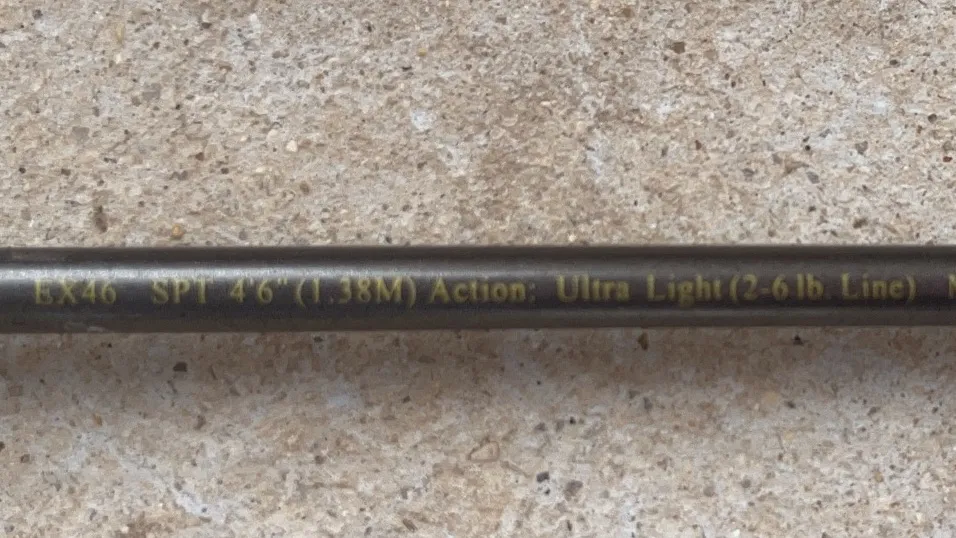 EX46 SPT 4'6" (1.38M) Action: Ultra Light (2-6 lb. Line)